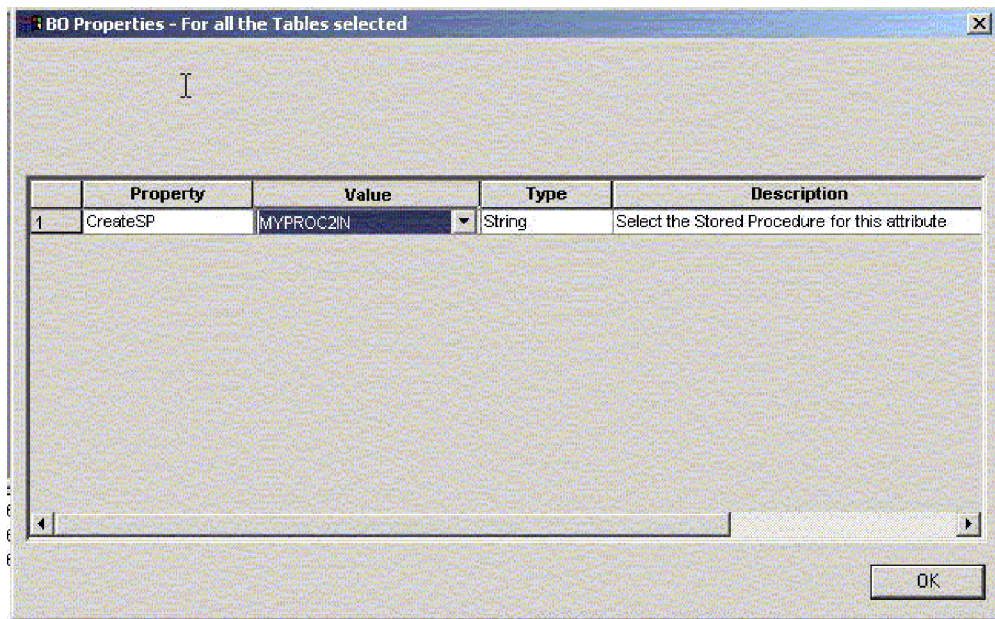 BO Properties - For all the Tables selected
Property Value Type Description
1 CreateSP MYPROC2IN String Select the Stored Procedure for this attribute
OK